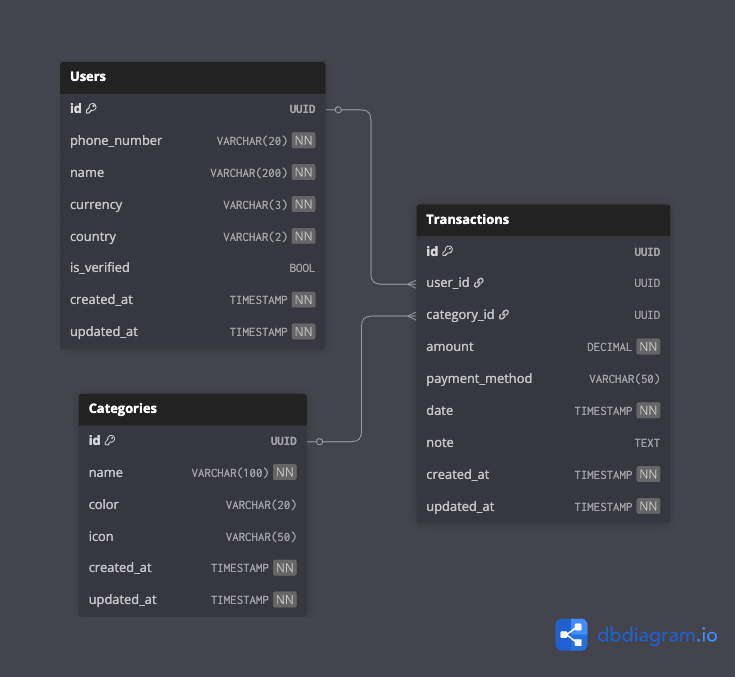 Users
id UUID
phone_number VARCHAR(20) NN
name VARCHAR(200) NN
currency VARCHAR(3) NN
country VARCHAR(2) NN
is_verified BOOL
created_at TIMESTAMP NN
updated_at TIMESTAMP NN
Categories
id UUID
name VARCHAR(100) NN
color VARCHAR(20)
icon VARCHAR(50)
created_at TIMESTAMP NN
updated_at TIMESTAMP NN
Transactions
id UUID
user_id UUID
category_id UUID
amount DECIMAL NN
payment_method VARCHAR(50)
date TIMESTAMP NN
note TEXT
created_at TIMESTAMP NN
updated_at TIMESTAMP NN
dbdiagram.io